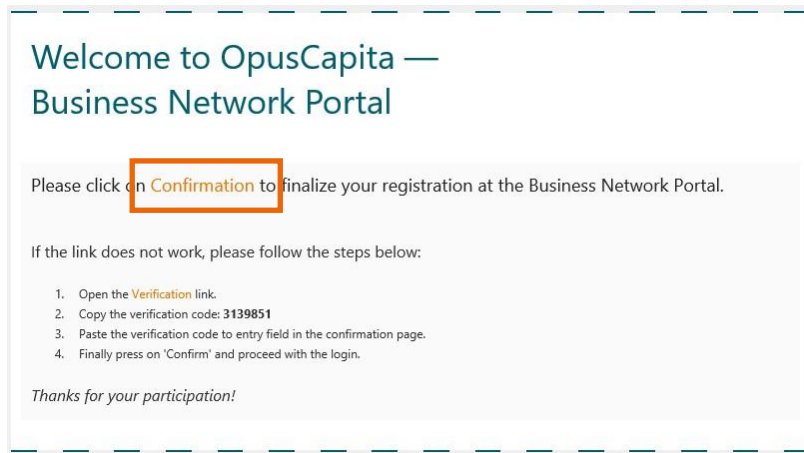 Welcome to OpusCapita —
Business Network Portal
Please click on Confirmation to finalize your registration at the Business Network Portal.
If the link does not work, please follow the steps below:
1. Open the Verification link.
2. Copy the verification code: 3139851
3. Paste the verification code to entry field in the confirmation page.
4. Finally press on 'Confirm' and proceed with the login.
Thanks for your participation!